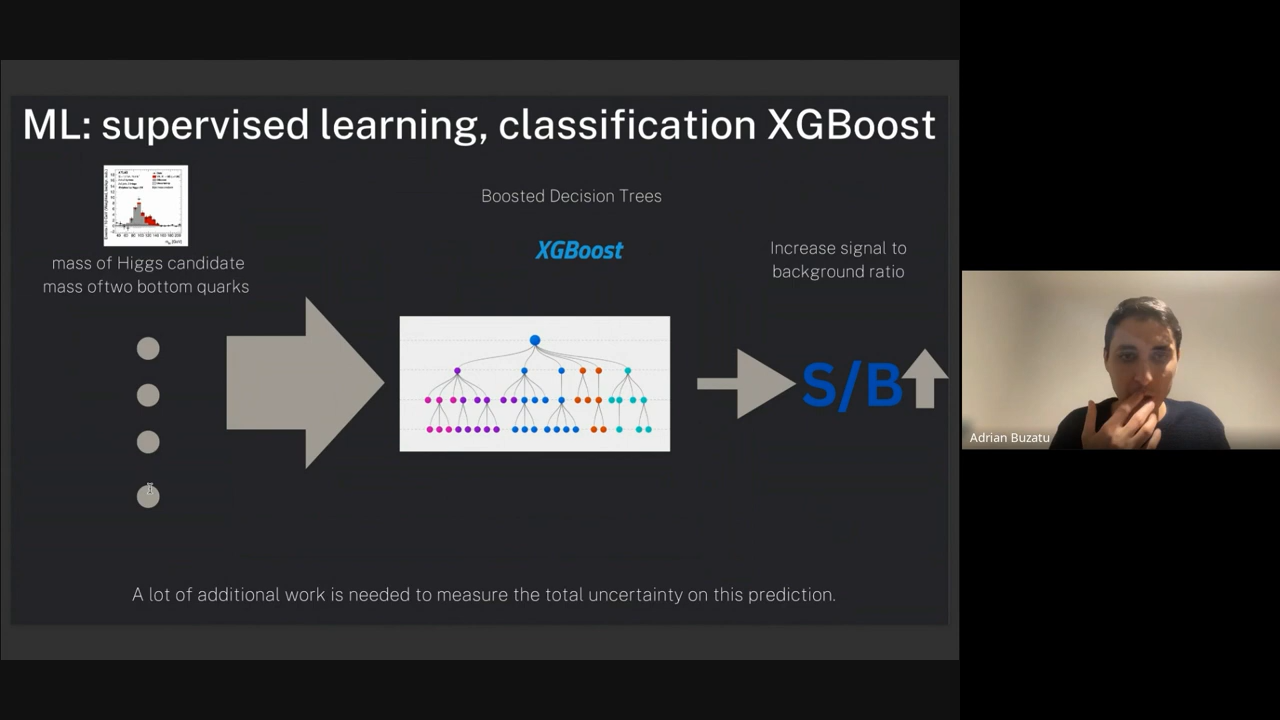 ML: supervised learning, classification XGBoost
Boosted Decision Trees
XGBoost
mass of Higgs candidate
mass oftwo bottom quarks
Increase signal to
background ratio
S/B
A lot of additional work is needed to measure the total uncertainty on this prediction.
Adrian Buzatu